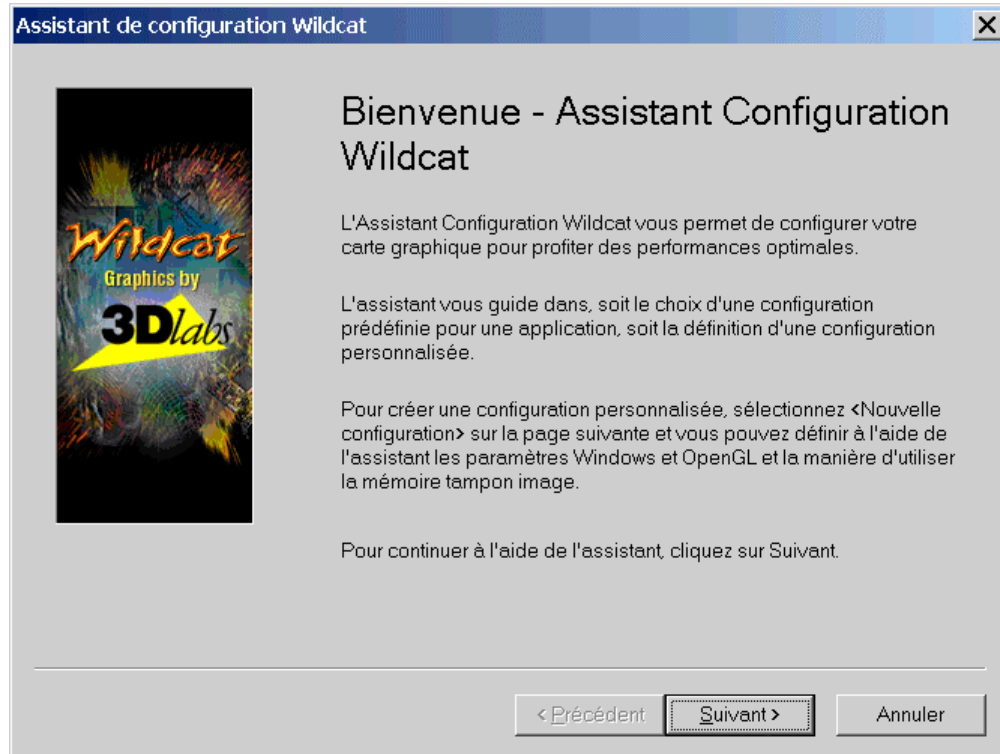 Assistant de configuration Wildcat
Wildcat
Graphics by
3Dlabs
Bienvenue - Assistant Configuration
Wildcat
L'Assistant Configuration Wildcat vous permet de configurer votre
carte graphique pour profiter des performances optimales.
L'assistant vous guide dans, soit le choix d'une configuration
prédéfinie pour une application, soit la définition d'une configuration
personnalisée.
Pour créer une configuration personnalisée, sélectionnez <Nouvelle
configuration> sur la page suivante et vous pouvez définir à l'aide de
l'assistant les paramètres Windows et OpenGL et la manière d'utiliser
la mémoire tampon image.
Pour continuer à l'aide de l'assistant, cliquez sur Suivant.
< Précédent
Suivant >
Annuler